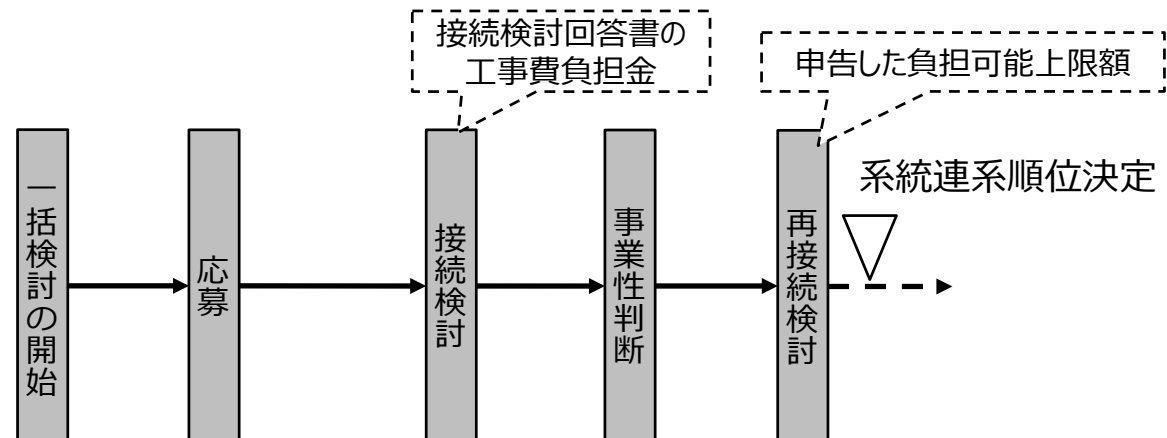 接続検討回答書の
工事費負担金
申告した負担可能上限額
系統連系順位決定
一括検討の開始
応募
接続検討
事業性判断
再接続検討